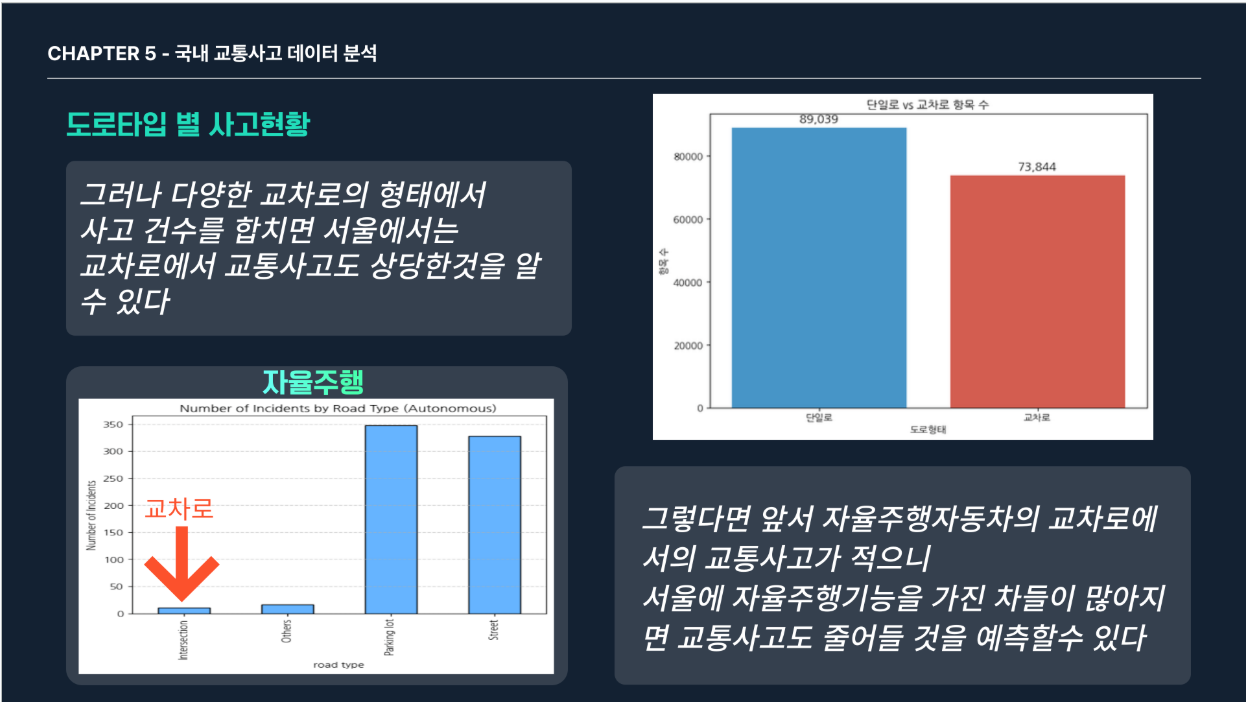 CHAPTER 5 - 국내 교통사고 데이터 분석
도로타입 별 사고현황
그러나 다양한 교차로의 형태에서
사고 건수를 합치면 서울에서는
교차로에서 교통사고도 상당한것을 알
수 있다
단일로 vs 교차로 항목 수
89,039
73,844
80000
60000
40000
20000
0
항목 수
단일로
교차로
도로형태
자율주행
Number of Incidents by Road Type (Autonomous)
350
300
250
200
150
100
50
0
Number of Incidents
교차로
Intersection
Others
Parking lot
Street
road type
그렇다면 앞서 자율주행자동차의 교차로에
서의 교통사고가 적으니
서울에 자율주행기능을 가진 차들이 많아지
면 교통사고도 줄어들 것을 예측할수 있다